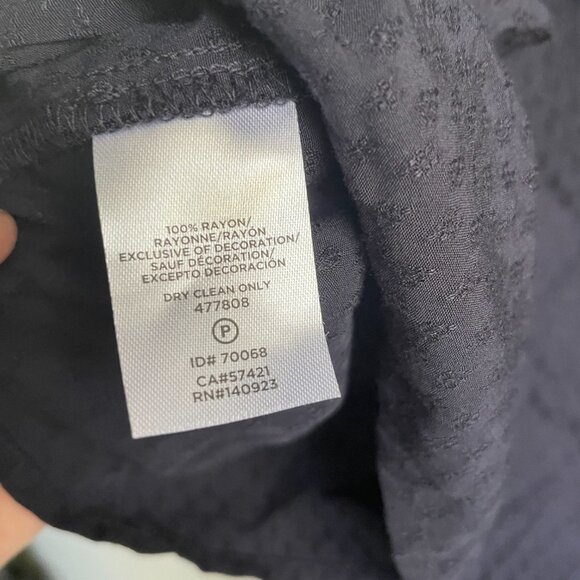 100% RAYON/
RAYONNE/RAYÓN
EXCLUSIVE OF DECORATION/
SAUF DÉCORATION/
EXCEPTO DECORACIÓN
DRY CLEAN ONLY
477808
P
ID# 70068
CA#57421
RN#140923